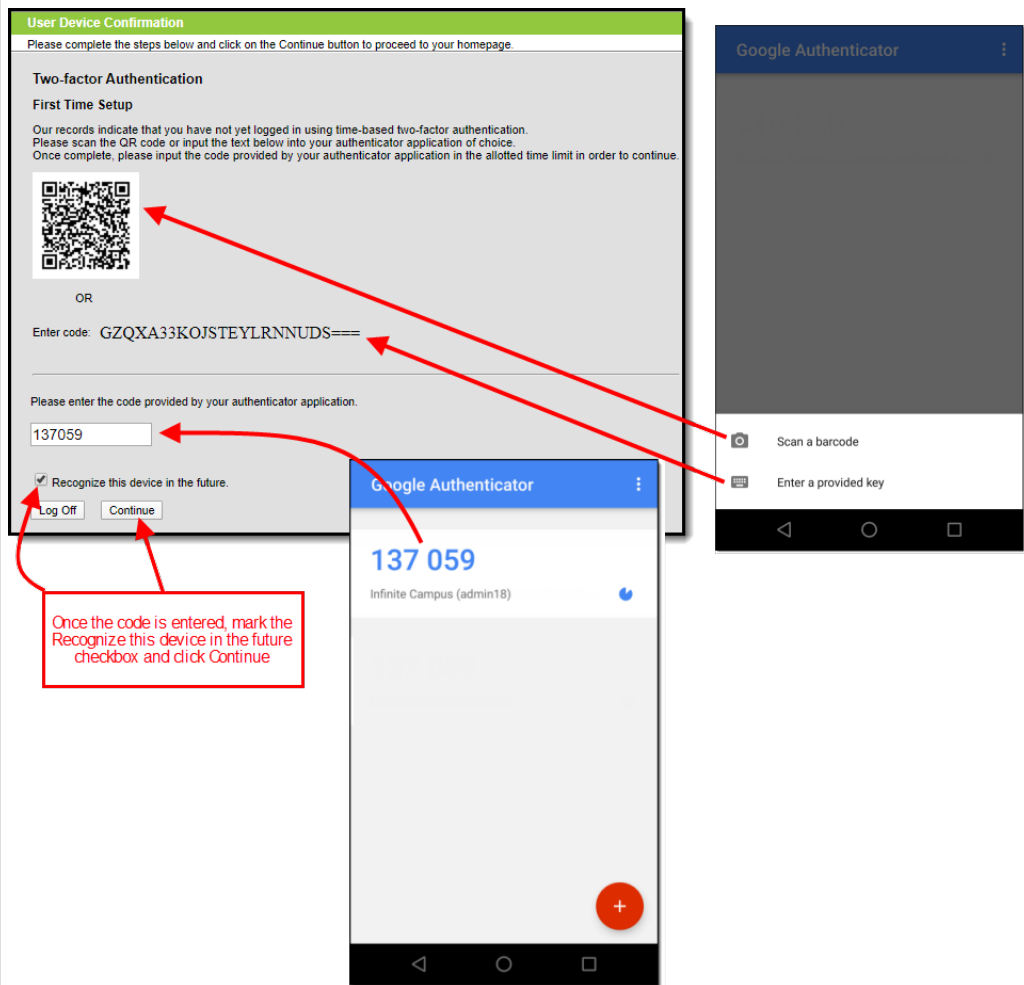 User Device Confirmation
Please complete the steps below and click on the Continue button to proceed to your homepage.
Two-factor Authentication
First Time Setup
Our records indicate that you have not yet logged in using time-based two-factor authentication.
Please scan the QR code or input the text below into your authenticator application of choice.
Once complete, please input the code provided by your authenticator application in the allotted time limit in order to continue.
OR
Enter code: GZQXA33KOJSTEYLRNNUDS===
Please enter the code provided by your authenticator application.
137059
Recognize this device in the future.
Log Off Continue
Once the code is entered, mark the
Recognize this device in the future
checkbox and click Continue
Google Authenticator
Scan a barcode
Enter a provided key
Google Authenticator
137 059
Infinite Campus (admin18)